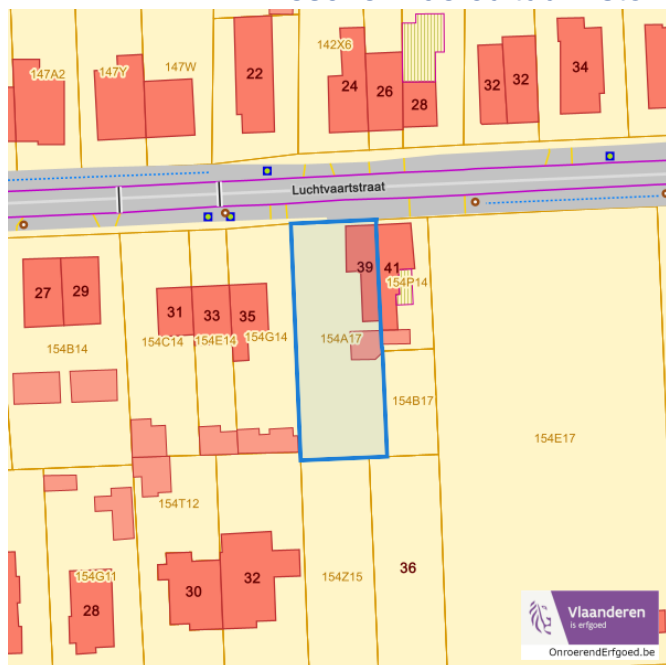 147A2
147Y
147W
22
142X6
24
26
28
32
32
34
Luchtvaartstraat
27
29
31
33
35
39
41
154P14
154B14
154C14
154E14
154G14
154A17
154B17
154E17
154T12
154G11
28
30
32
154Z15
36
Vlaanderen
is erfgoed
OnroerendErfgoed.be